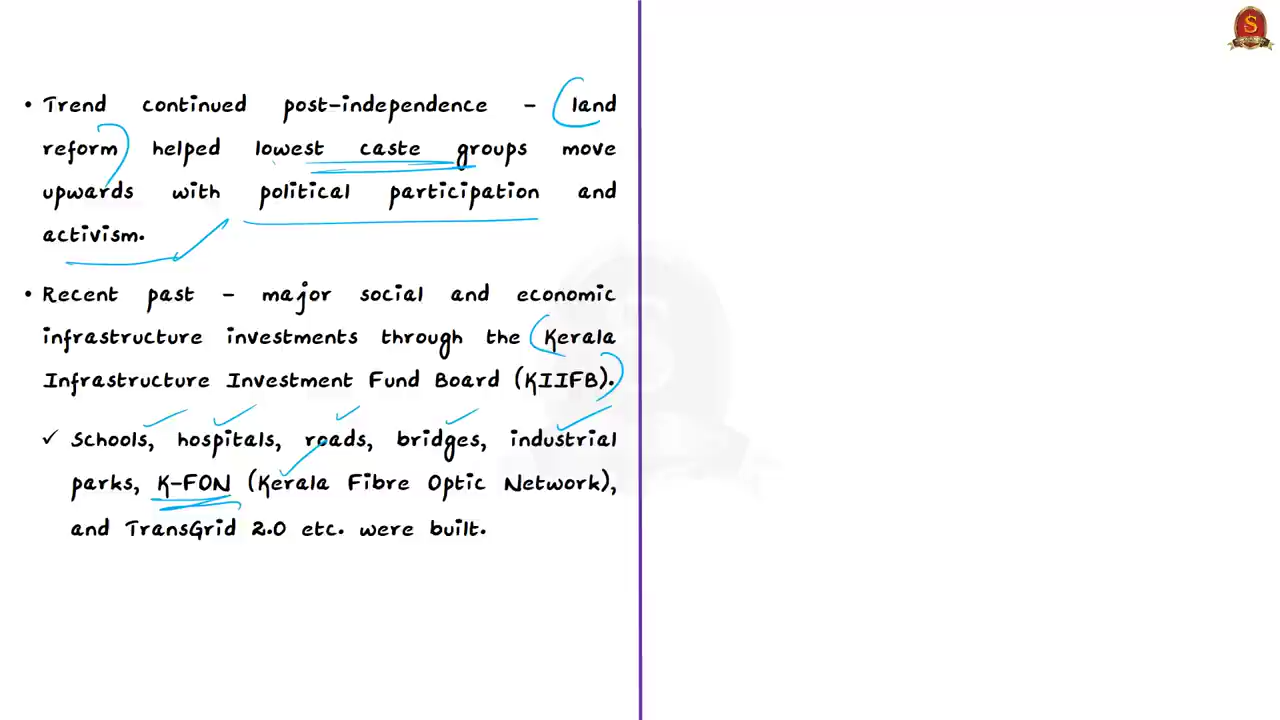 • Trend continued post-independence - land
reform helped lowest caste groups move
upwards with political participation and
activism.
• Recent past - major social and economic
infrastructure investments through the Kerala
Infrastructure Investment Fund Board (KIIFB).
✓ Schools, hospitals, roads, bridges, industrial
parks, K-FON (Kerala Fibre Optic Network),
and TransGrid 2.0 etc. were built.